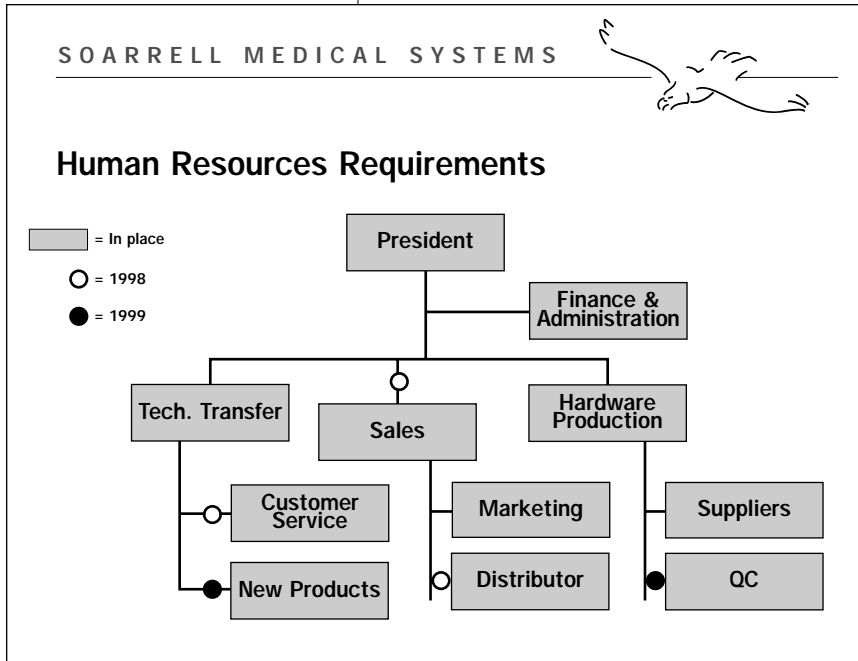 SOARRELL MEDICAL SYSTEMS
Human Resources Requirements
= In place
= 1998
= 1999
President
Finance &
Administration
Tech. Transfer
Sales
Hardware
Production
Customer
Service
Marketing
Suppliers
New Products
Distributor
QC